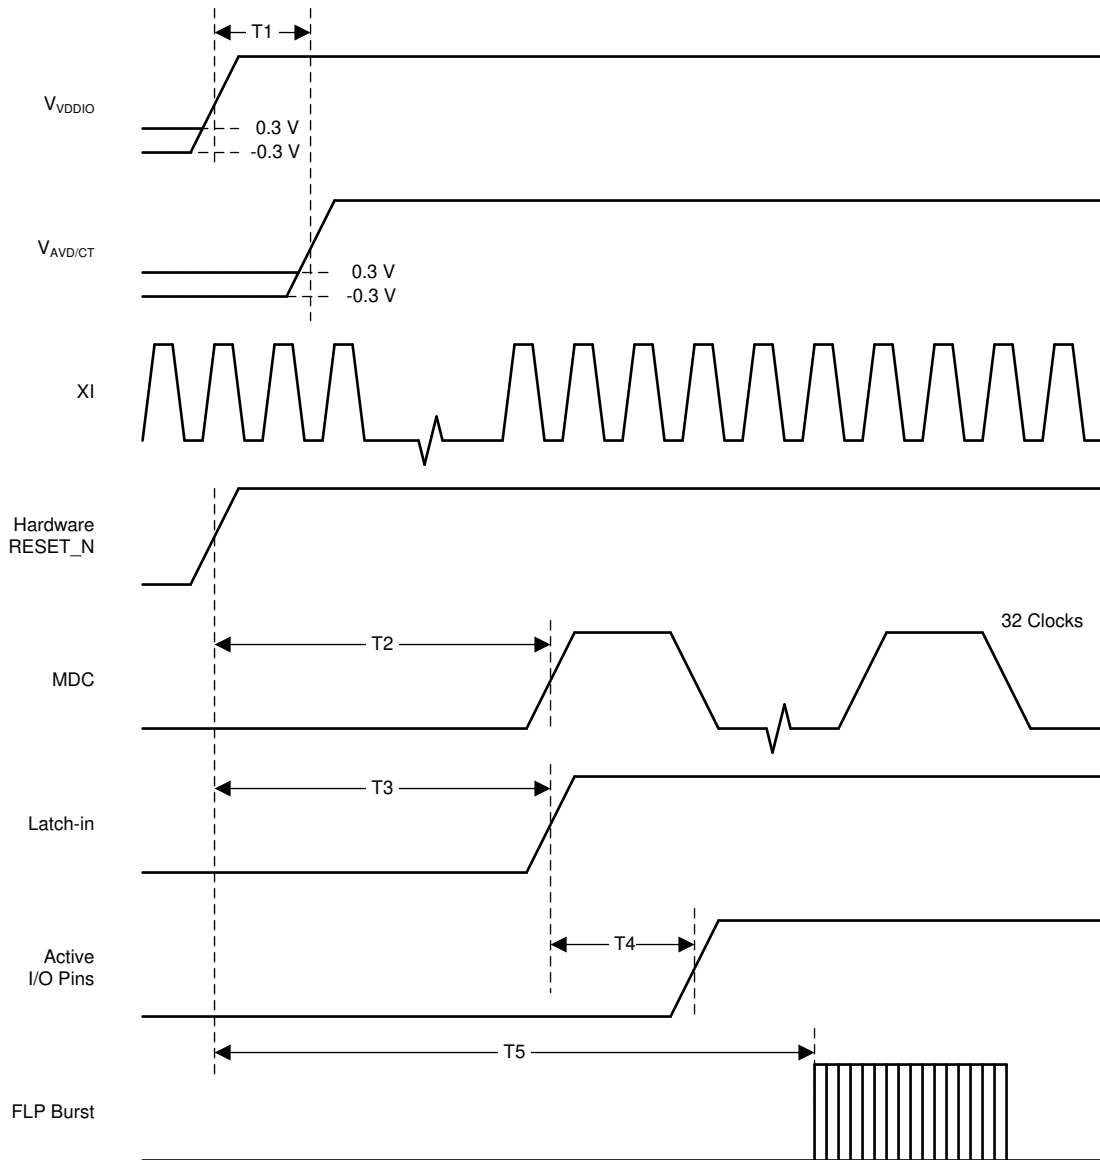 T1
VVDDIO
0.3 V
-0.3 V
VAVD/CT
0.3 V
-0.3 V
XI
Hardware
RESET_N
32 Clocks
T2
MDC
T3
Latch-in
T4
Active
I/O Pins
T5
FLP Burst